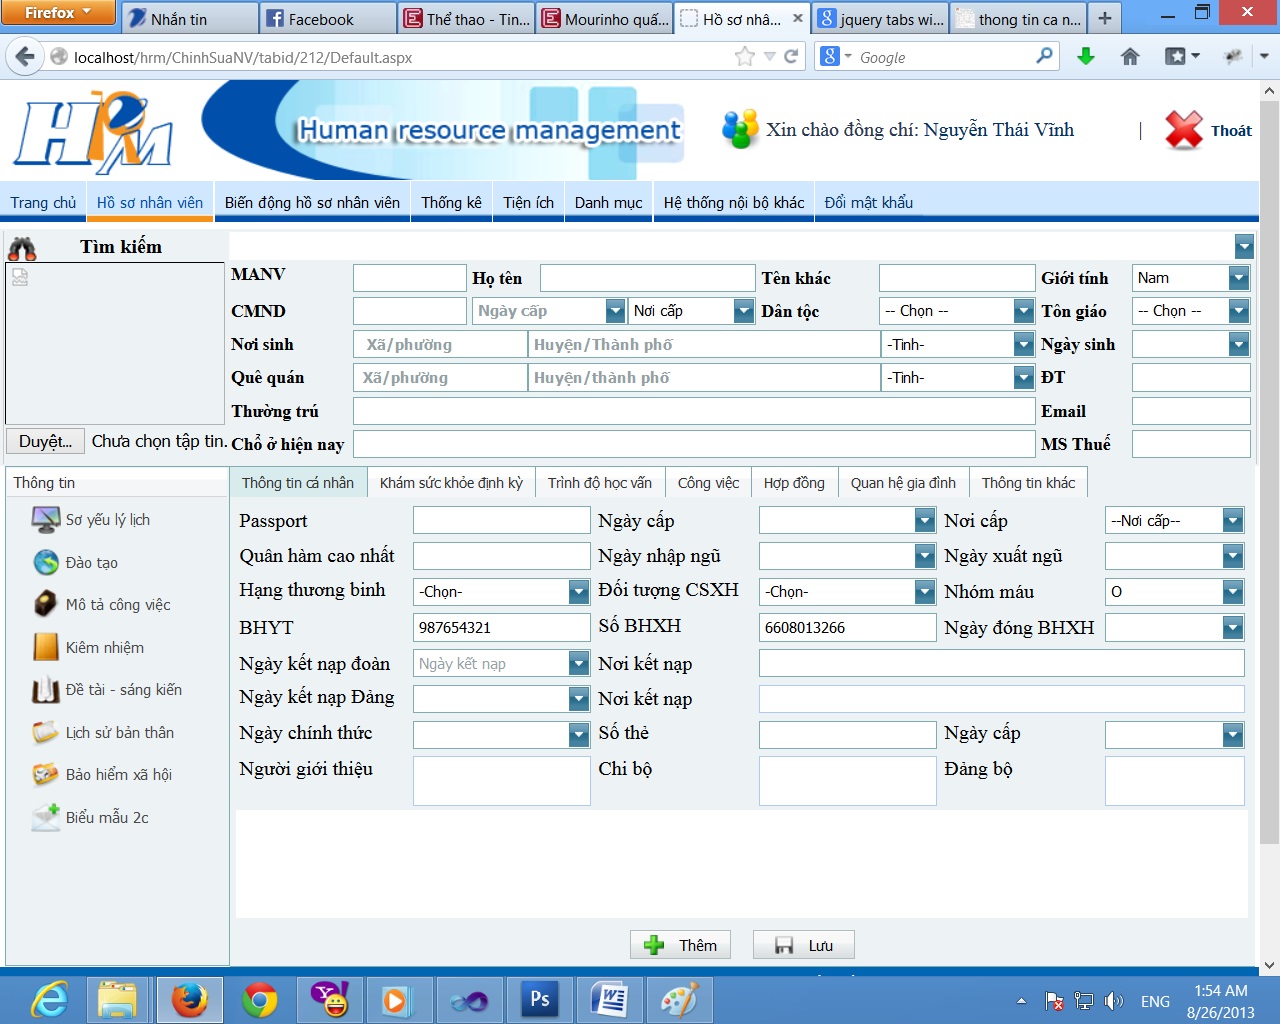 Firefox
Nhắn tin
Facebook
Thể thao - Tin...
Mourinho quấ...
Hồ sơ nhâ...
jquery tabs wi...
thong tin ca n...
localhost/hrm/ChinhSuaNV/tabid/212/Default.aspx
Google
HRM
Human resource management
Xin chào đồng chí: Nguyễn Thái Vĩnh
|
Thoát
Trang chủ
Hồ sơ nhân viên
Biến động hồ sơ nhân viên
Thống kê
Tiện ích
Danh mục
Hệ thống nội bộ khác
Đổi mật khẩu
Tìm kiếm
MANV
Họ tên
Tên khác
Giới tính
Nam
CMND
Ngày cấp
Nơi cấp
Dân tộc
-- Chọn --
Tôn giáo
-- Chọn --
Nơi sinh
Xã/phường
Huyện/Thành phố
-Tỉnh-
Ngày sinh
Quê quán
Xã/phường
Huyện/thành phố
-Tỉnh-
ĐT
Thường trú
Email
Duyệt...
Chưa chọn tập tin.
Chổ ở hiện nay
MS Thuế
Thông tin
Sơ yếu lý lịch
Đào tạo
Mô tả công việc
Kiêm nhiệm
Đề tài - sáng kiến
Lịch sử bản thân
Bảo hiểm xã hội
Biểu mẫu 2c
Thông tin cá nhân
Khám sức khỏe định kỳ
Trình độ học vấn
Công việc
Hợp đồng
Quan hệ gia đình
Thông tin khác
Passport
Ngày cấp
Nơi cấp
--Nơi cấp--
Quân hàm cao nhất
Ngày nhập ngũ
Ngày xuất ngũ
Hạng thương binh
-Chọn-
Đối tượng CSXH
-Chọn-
Nhóm máu
O
BHYT
987654321
Số BHXH
6608013266
Ngày đóng BHXH
Ngày kết nạp đoàn
Ngày kết nạp
Nơi kết nạp
Ngày kết nạp Đảng
Nơi kết nạp
Ngày chính thức
Số thẻ
Ngày cấp
Người giới thiệu
Chi bộ
Đảng bộ
Thêm
Lưu
Ps
ENG
1:54 AM
8/26/2013